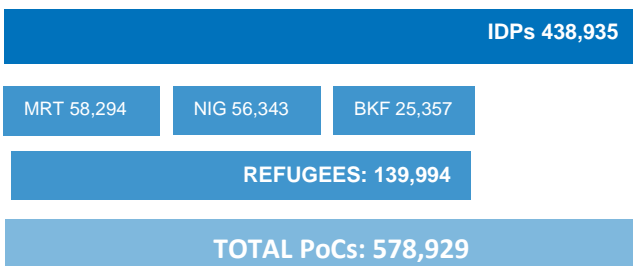 IDPs 438,935
MRT 58,294 NIG 56,343 BKF 25,357
REFUGEES: 139,994
TOTAL PoCs: 578,929